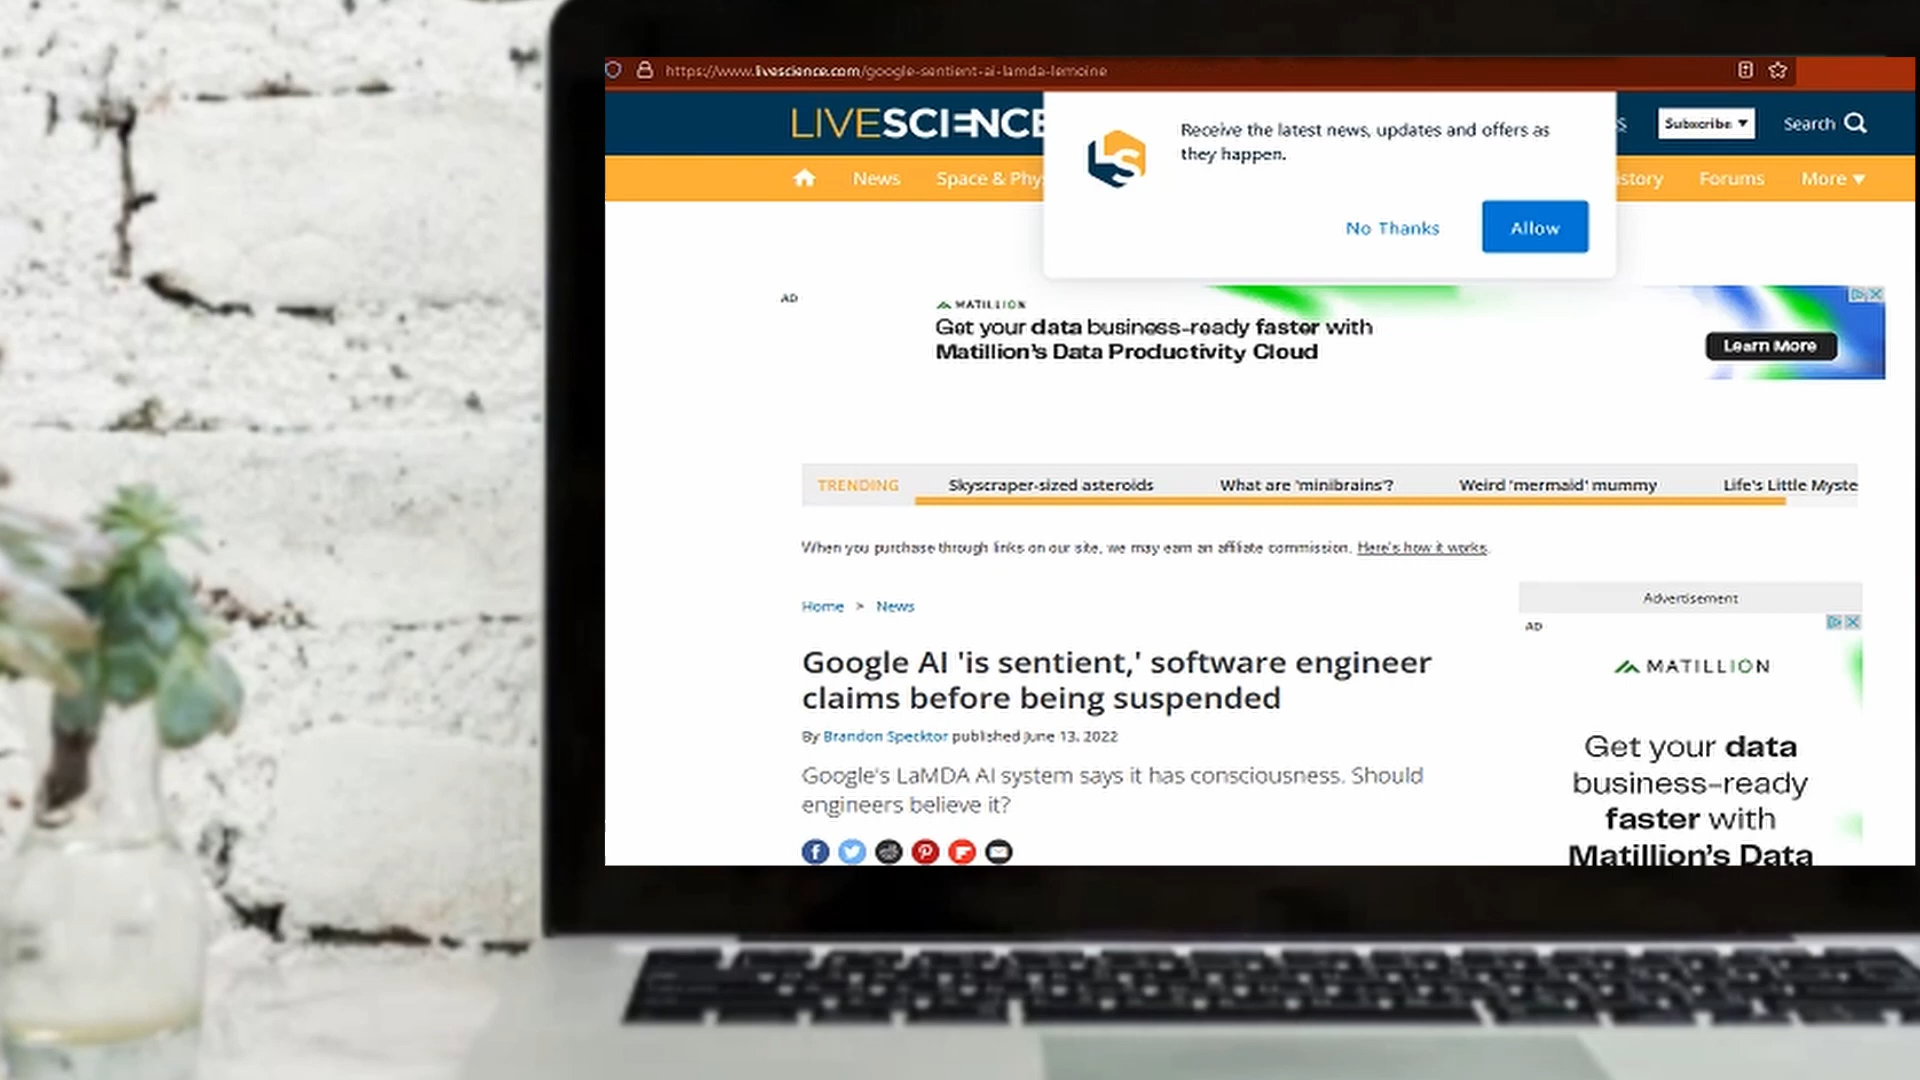 https://www.livescience.com/google-sentient-ai-lamda-lemoine
LIVESCIENCE
Receive the latest news, updates and offers as
they happen.
No Thanks
Allow
Subscribe
Search
News
Space & Phys
istory
Forums
More
AD
MATILLION
Get your data business-ready faster with
Matillion's Data Productivity Cloud
Learn More
TRENDING
Skyscraper-sized asteroids
What are 'minibrains'?
Weird 'mermaid' mummy
Life's Little Myste
When you purchase through links on our site, we may earn an affiliate commission. Here's how it works.
Home > News
Google AI 'is sentient,' software engineer
claims before being suspended
By Brandon Specktor published June 13, 2022
Google's LaMDA AI system says it has consciousness. Should
engineers believe it?
Advertisement
AD
MATILLION
Get your data
business-ready
faster with
Matillion's Data